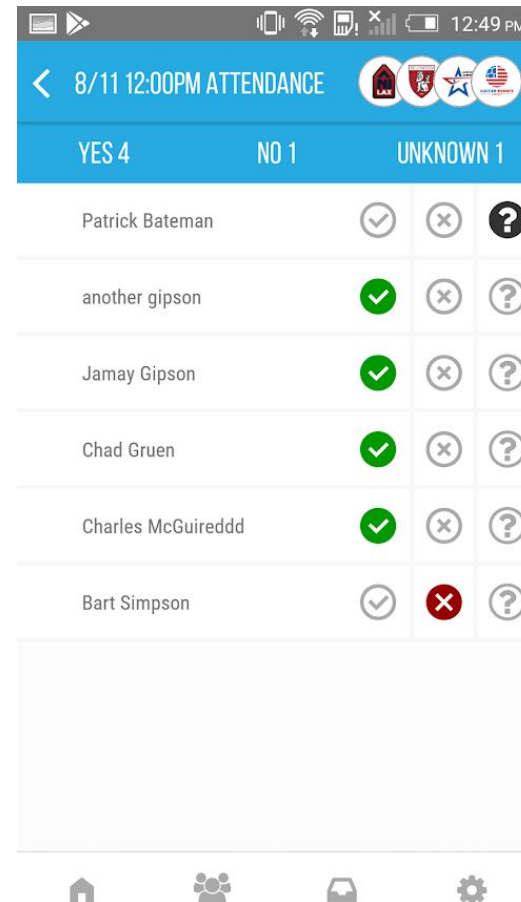 12:49 PM
8/11 12:00PM ATTENDANCE
YES 4 NO 1 UNKNOWN 1
Patrick Bateman
another gipson
Jamay Gipson
Chad Gruen
Charles McGuireddd
Bart Simpson